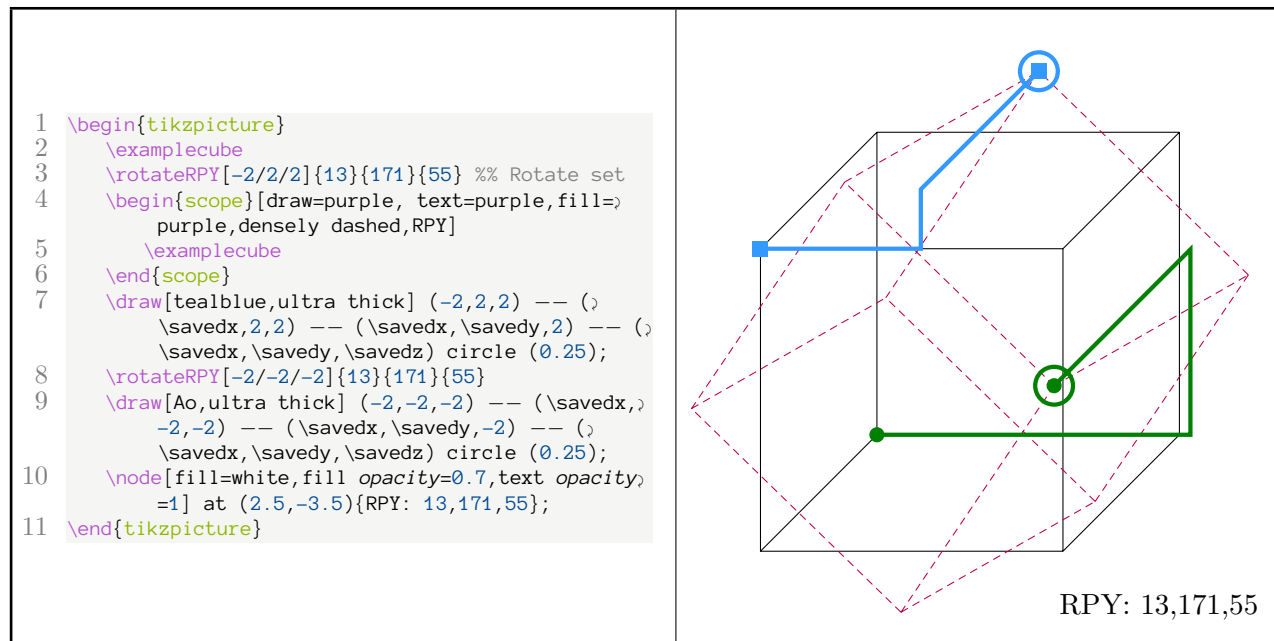 1 \begin{tikzpicture}
2 \examplecube
3 \rotateRPY[-2/2/2]{13}{171}{55} %% Rotate set
4 \begin{scope}[draw=purple, text=purple,fill=
purple,densely dashed,RPY]
5 \examplecube
6 \end{scope}
7 \draw[tealblue,ultra thick] (-2,2,2) -- (
\savedx,2,2) -- (\savedx,\savedy,2) -- (
\savedx,\savedy,\savedz) circle (0.25);
8 \rotateRPY[-2/-2/-2]{13}{171}{55}
9 \draw[Ao,ultra thick] (-2,-2,-2) -- (\savedx,
-2,-2) -- (\savedx,\savedy,-2) -- (
\savedx,\savedy,\savedz) circle (0.25);
10 \node[fill=white,fill opacity=0.7,text opacity
=1] at (2.5,-3.5){RPY: 13,171,55};
11 \end{tikzpicture}
RPY: 13,171,55